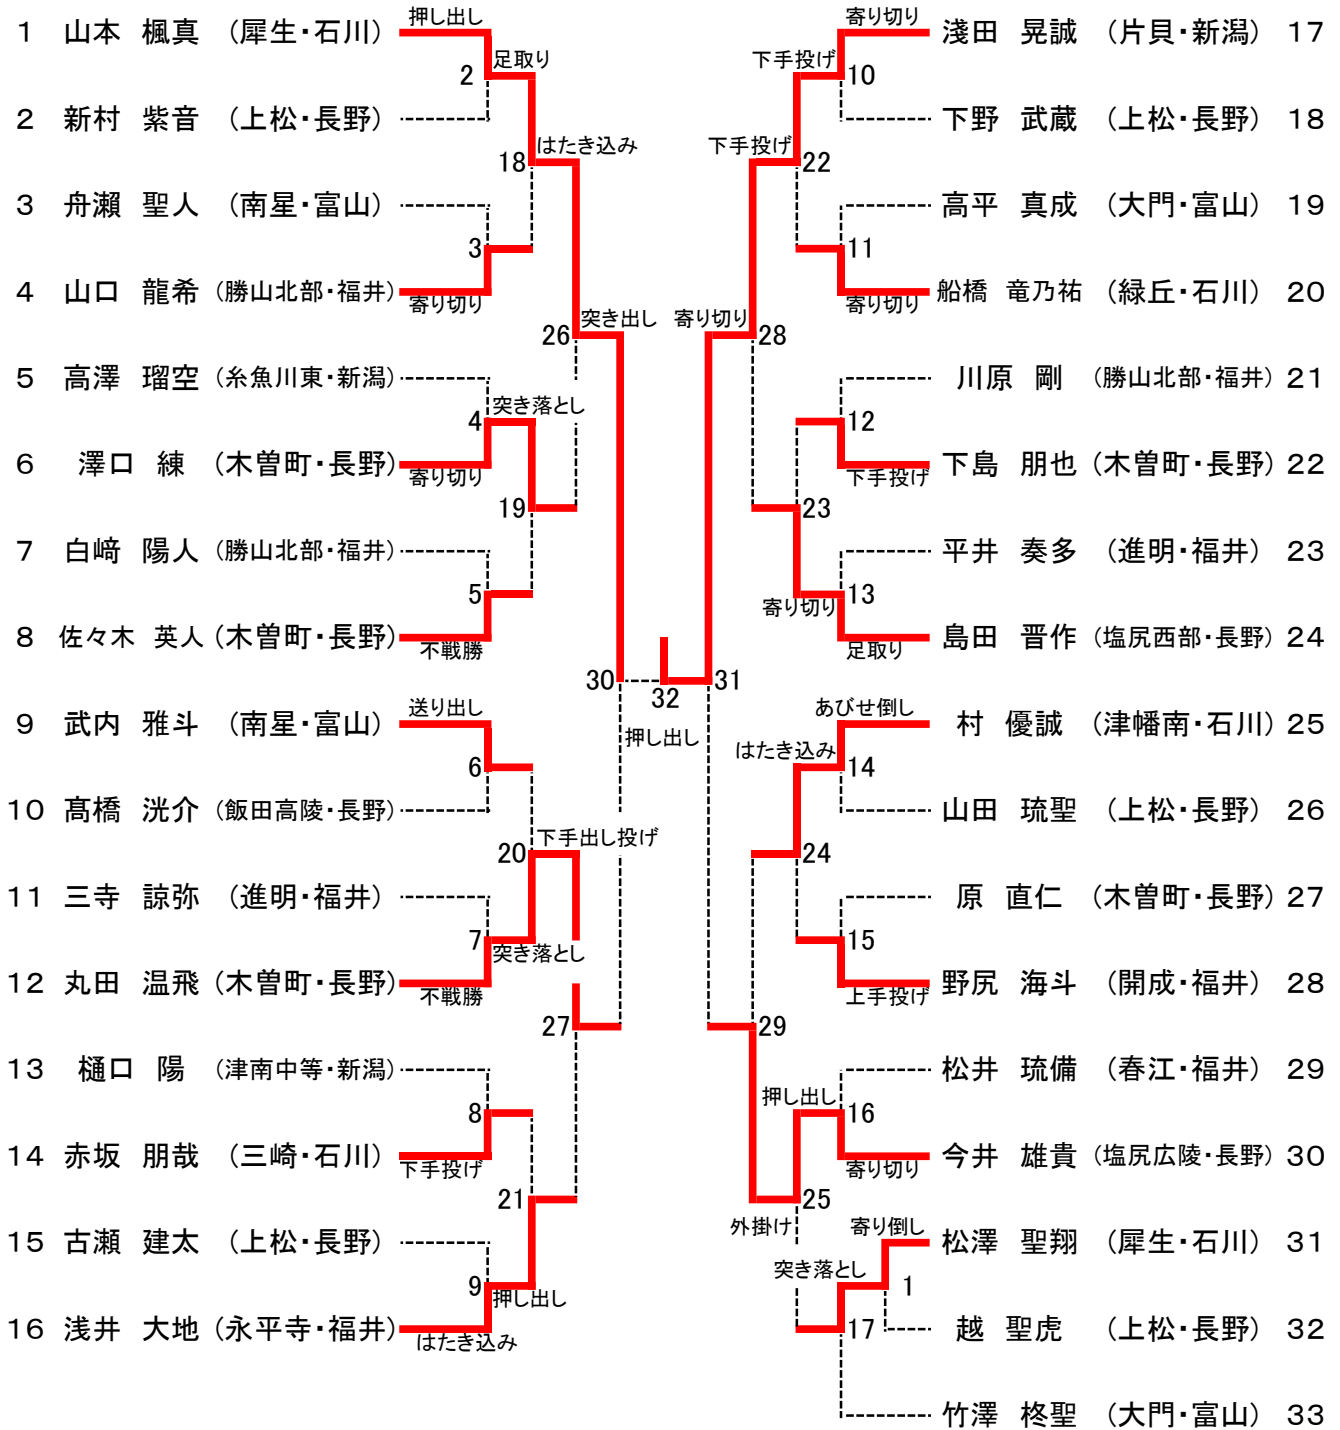 1 山本 楓真 (犀生・石川)
押し出し
2
足取り
2 新村 紫音 (上松・長野)
18
はたき込み
3 舟瀨 聖人 (南星・富山)
3
4 山口 龍希 (勝山北部・福井)
寄り切り
26
突き出し
5 高澤 瑠空 (糸魚川東・新潟)
4
突き落とし
6 澤口 練 (木曽町・長野)
寄り切り
19
7 白﨑 陽人 (勝山北部・福井)
5
8 佐々木 英人 (木曽町・長野)
不戦勝
30
32
31
押し出し
9 武内 雅斗 (南星・富山)
送り出し
6
10 髙橋 洸介 (飯田高陵・長野)
20
下手出し投げ
11 三寺 諒弥 (進明・福井)
7
突き落とし
12 丸田 温飛 (木曽町・長野)
不戦勝
27
13 樋口 陽 (津南中等・新潟)
8
14 赤坂 朋哉 (三崎・石川)
下手投げ
21
15 古瀬 建太 (上松・長野)
9
押し出し
16 浅井 大地 (永平寺・福井)
はたき込み
寄り切り
淺田 晃誠 (片貝・新潟) 17
下手投げ
10
下野 武蔵 (上松・長野) 18
下手投げ
22
高平 真成 (大門・富山) 19
11
船橋 竜乃祐 (緑丘・石川) 20
寄り切り
寄り切り
28
川原 剛 (勝山北部・福井) 21
12
下島 朋也 (木曽町・長野) 22
下手投げ
23
平井 奏多 (進明・福井) 23
13
寄り切り
島田 晋作 (塩尻西部・長野) 24
足取り
あびせ倒し
村 優誠 (津幡南・石川) 25
はたき込み
14
山田 琉聖 (上松・長野) 26
24
原 直仁 (木曽町・長野) 27
15
野尻 海斗 (開成・福井) 28
上手投げ
29
松井 琉備 (春江・福井) 29
押し出し
16
今井 雄貴 (塩尻広陵・長野) 30
寄り切り
25
外掛け
寄り倒し
松澤 聖翔 (犀生・石川) 31
突き落とし
1
17
越 聖虎 (上松・長野) 32
竹澤 柊聖 (大門・富山) 33